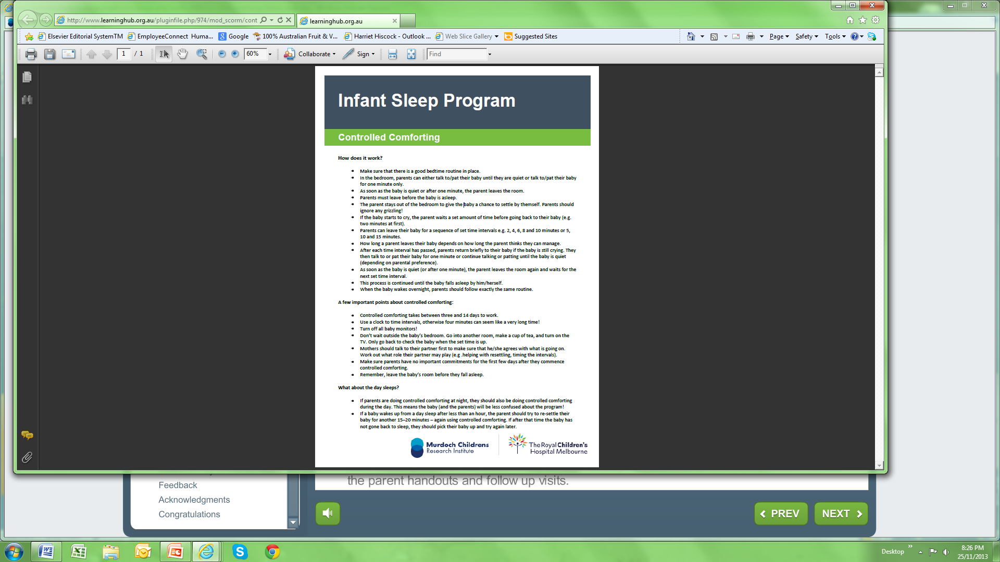 http://www.learninghub.org.au/pluginfile.php/974/mod_scorm/cont
learninghub.org.au
Elsevier Editorial SystemTM
EmployeeConnect Huma...
Google
100% Australian Fruit & V...
Harriet Hiscock - Outlook ...
Web Slice Gallery
Suggested Sites
Page
Safety
Tools
1 / 1
60%
Collaborate
Sign
Find
Infant Sleep Program
Controlled Comforting
How does it work?
• Make sure that there is a good bedtime routine in place.
• In the bedroom, parents can either talk to/pat their baby until they are quiet or talk to/pat their baby
for one minute only.
• As soon as the baby is quiet or after one minute, the parent leaves the room.
• Parents must leave before the baby is asleep.
• The parent stays out of the bedroom to give the baby a chance to settle by themself. Parents should
ignore any grizzling!
• If the baby starts to cry, the parent waits a set amount of time before going back to their baby (e.g.
two minutes at first).
• Parents can leave their baby for a sequence of set time intervals e.g. 2, 4, 6, 8 and 10 minutes or 5,
10 and 15 minutes.
• How long a parent leaves their baby depends on how long the parent thinks they can manage.
• After each time interval has passed, parents return briefly to their baby if the baby is still crying. They
then talk to or pat their baby for one minute or continue talking or patting until the baby is quiet
(depending on parental preference).
• As soon as the baby is quiet (or after one minute), the parent leaves the room again and waits for the
next set time interval.
• This process is continued until the baby falls asleep by him/herself.
• When the baby wakes overnight, parents should follow exactly the same routine.
A few important points about controlled comforting:
• Controlled comforting takes between three and 14 days to work.
• Use a clock to time intervals, otherwise four minutes can seem like a very long time!
• Turn off all baby monitors!
• Don't wait outside the baby's bedroom. Go into another room, make a cup of tea, and turn on the
TV. Only go back to check the baby when the set time is up.
• Mothers should talk to their partner first to make sure that he/she agrees with what is going on.
Work out what role their partner may play (e.g .helping with resettling, timing the intervals).
• Make sure parents have no important commitments for the first few days after they commence
controlled comforting.
• Remember, leave the baby's room before they fall asleep.
What about the day sleeps?
• If parents are doing controlled comforting at night, they should also be doing controlled comforting
during the day. This means the baby (and the parents) will be less confused about the program!
• If a baby wakes up from a day sleep after less than an hour, the parent should try to re-settle their
baby for another 15–20 minutes – again using controlled comforting. If after that time the baby has
not gone back to sleep, they should pick their baby up and try again later.
Murdoch Childrens
Research Institute
The Royal Children's
Hospital Melbourne
the parent handouts and follow up visits.
Feedback
Acknowledgments
Congratulations
PREV
NEXT
Desktop
8:26 PM
25/11/2013